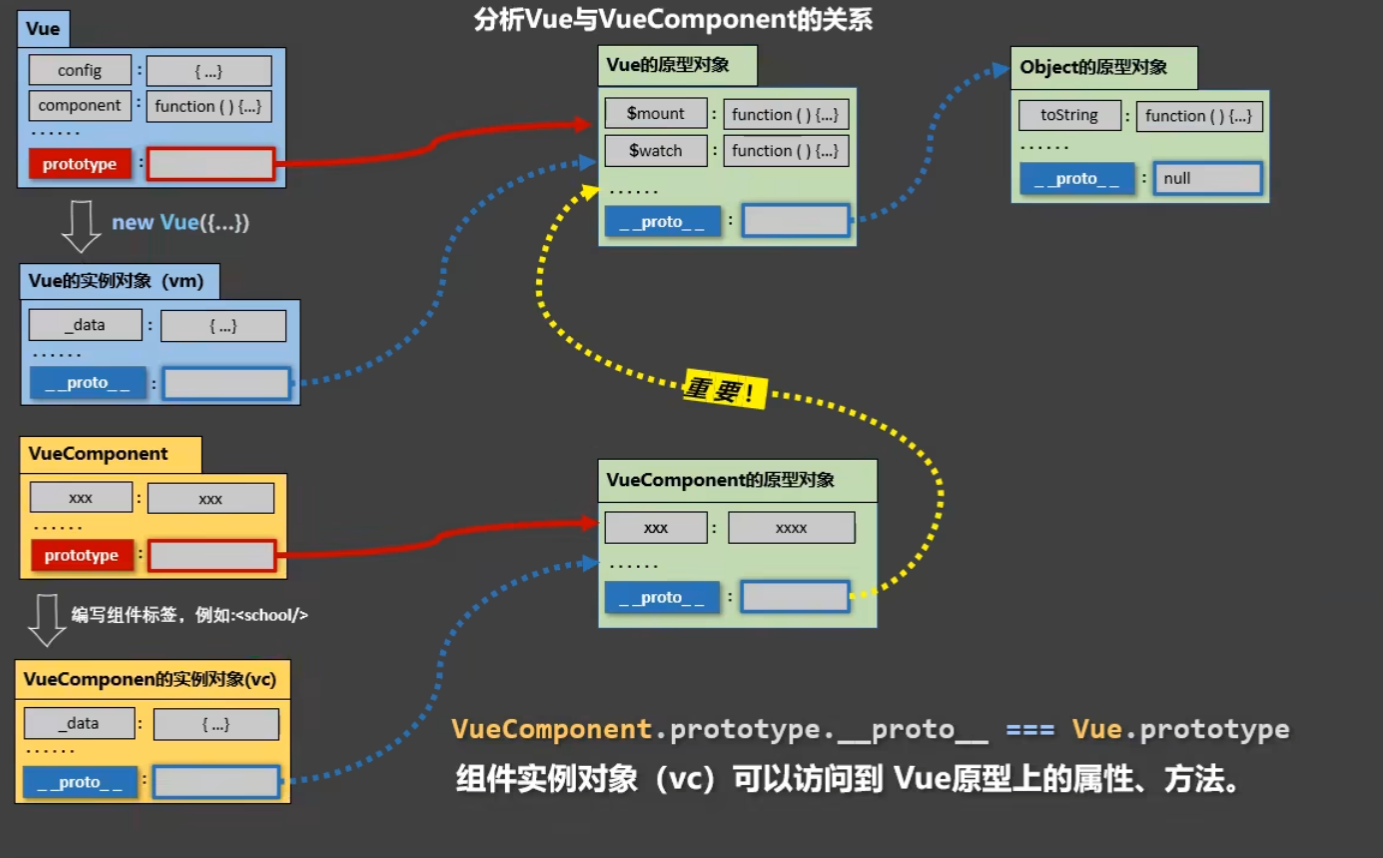 分析Vue与VueComponent的关系
Vue
config : { ...}
component : function ( ) {...}
······
prototype :
new Vue({...})
Vue的实例对象（vm）
_data : { ...}
······
_ _proto_ _ :
VueComponent
xxx : xxx
······
prototype :
编写组件标签，例如:<school/>
VueComponen的实例对象(vc)
_data : { ...}
······
_ _proto_ _ :
Vue的原型对象
$mount : function ( ) {...}
$watch : function ( ) {...}
······
_ _proto_ _ :
Object的原型对象
toString : function ( ) {...}
······
_ _proto_ _ : null
重 要！
VueComponent的原型对象
xxx : xxxx
······
_ _proto_ _ :
VueComponent.prototype.__proto__ === Vue.prototype
组件实例对象（vc）可以访问到 Vue原型上的属性、方法。